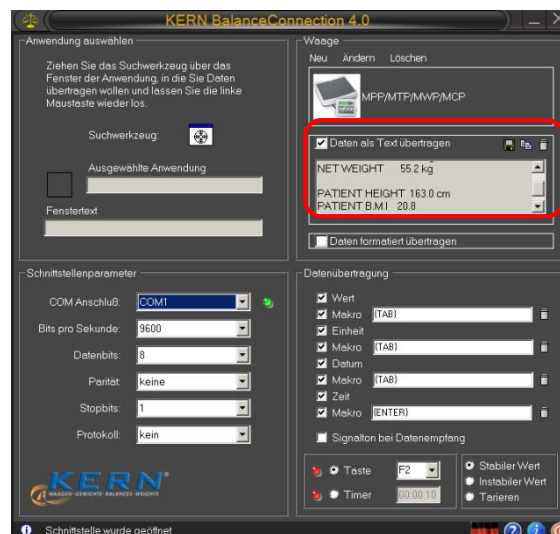 KERN BalanceConnection 4.0
Anwendung auswählen
Ziehen Sie das Suchwerkzeug über das
Fenster der Anwendung, in die Sie Daten
übertragen wollen und lassen Sie die linke
Maustaste wieder los.
Suchwerkzeug:
Ausgewählte Anwendung
Fenstertext
Waage
Neu Ändern Löschen
MPP/MTP/MWP/MCP
Daten als Text übertragen
NET WEIGHT 55.2 kg
PATIENT HEIGHT 163.0 cm
PATIENT B.M.I 20.8
Daten formatiert übertragen
Schnittstellenparameter
COM Anschluß: COM1
Bits pro Sekunde: 9600
Datenbits: 8
Parität: keine
Stopbits: 1
Protokoll: kein
KERN
WAAGEN·GEWICHTE·BALANCES·WEIGHTS
Datenübertragung
Wert
Makro {TAB}
Einheit
Makro {TAB}
Datum
Makro {TAB}
Zeit
Makro {ENTER}
Signalton bei Datenempfang
Taste F2
Timer 00:00:10
Stabiler Wert
Instabiler Wert
Tarieren
Schnittstelle wurde geöffnet